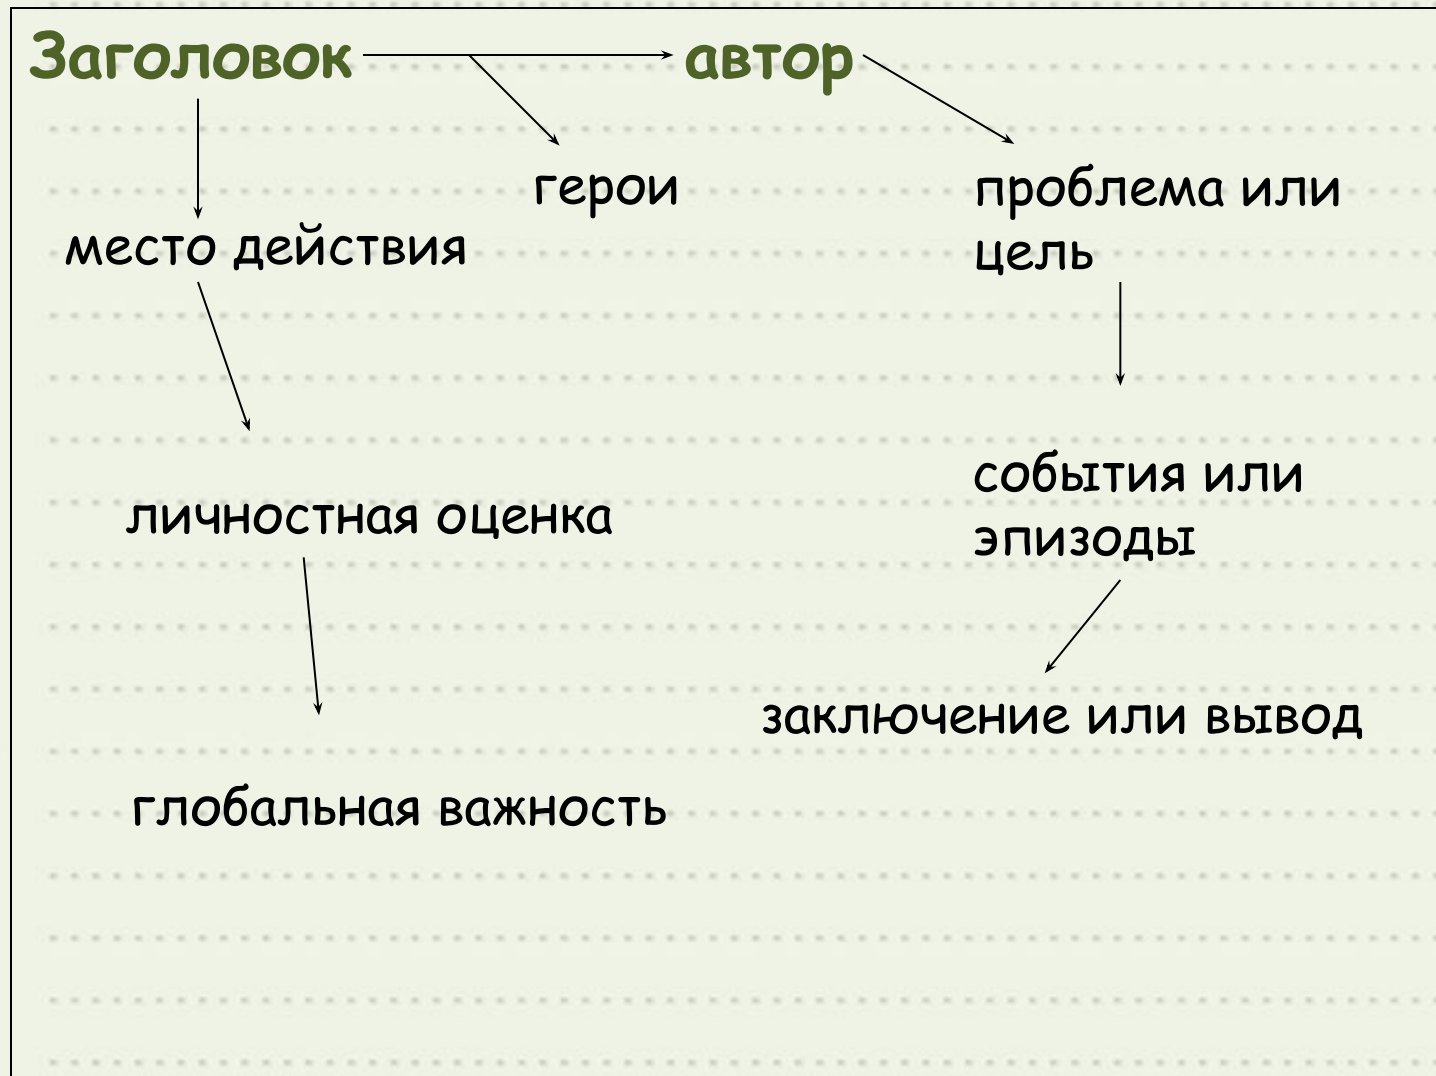 Заголовок автор
герои
проблема или
цель
место действия
события или
эпизоды
личностная оценка
заключение или вывод
глобальная важность